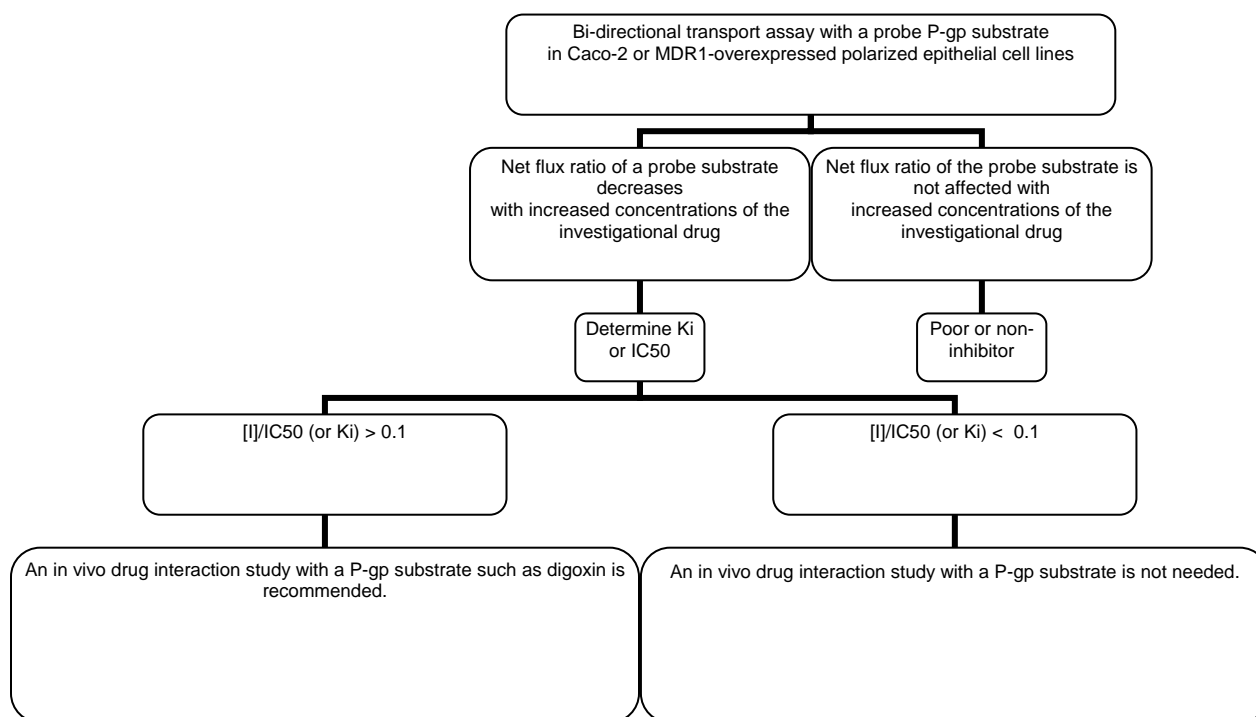 Bi-directional transport assay with a probe P-gp substrate
in Caco-2 or MDR1-overexpressed polarized epithelial cell lines
Net flux ratio of a probe substrate
decreases
with increased concentrations of the
investigational drug
Net flux ratio of the probe substrate is
not affected with
increased concentrations of the
investigational drug
Determine Ki
or IC50
Poor or non-
inhibitor
[I]/IC50 (or Ki) > 0.1
[I]/IC50 (or Ki) < 0.1
An in vivo drug interaction study with a P-gp substrate such as digoxin is
recommended.
An in vivo drug interaction study with a P-gp substrate is not needed.